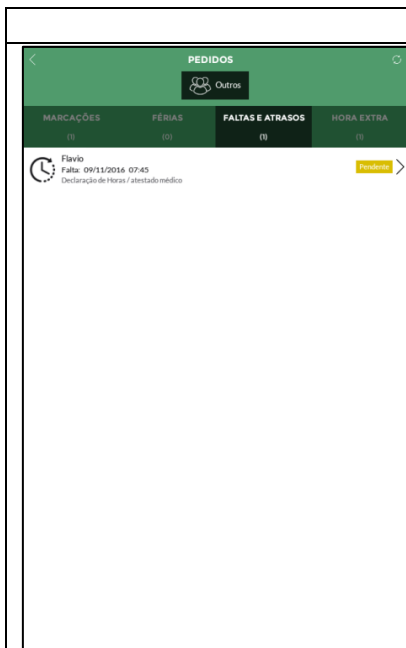 PEDIDOS
Outros
MARCAÇÕES FÉRIAS FALTAS E ATRASOS HORA EXTRA
(1) (0) (1) (1)
Flavio
Falta: 09/11/2016 07:45 Pendente
Declaração de Horas / atestado médico